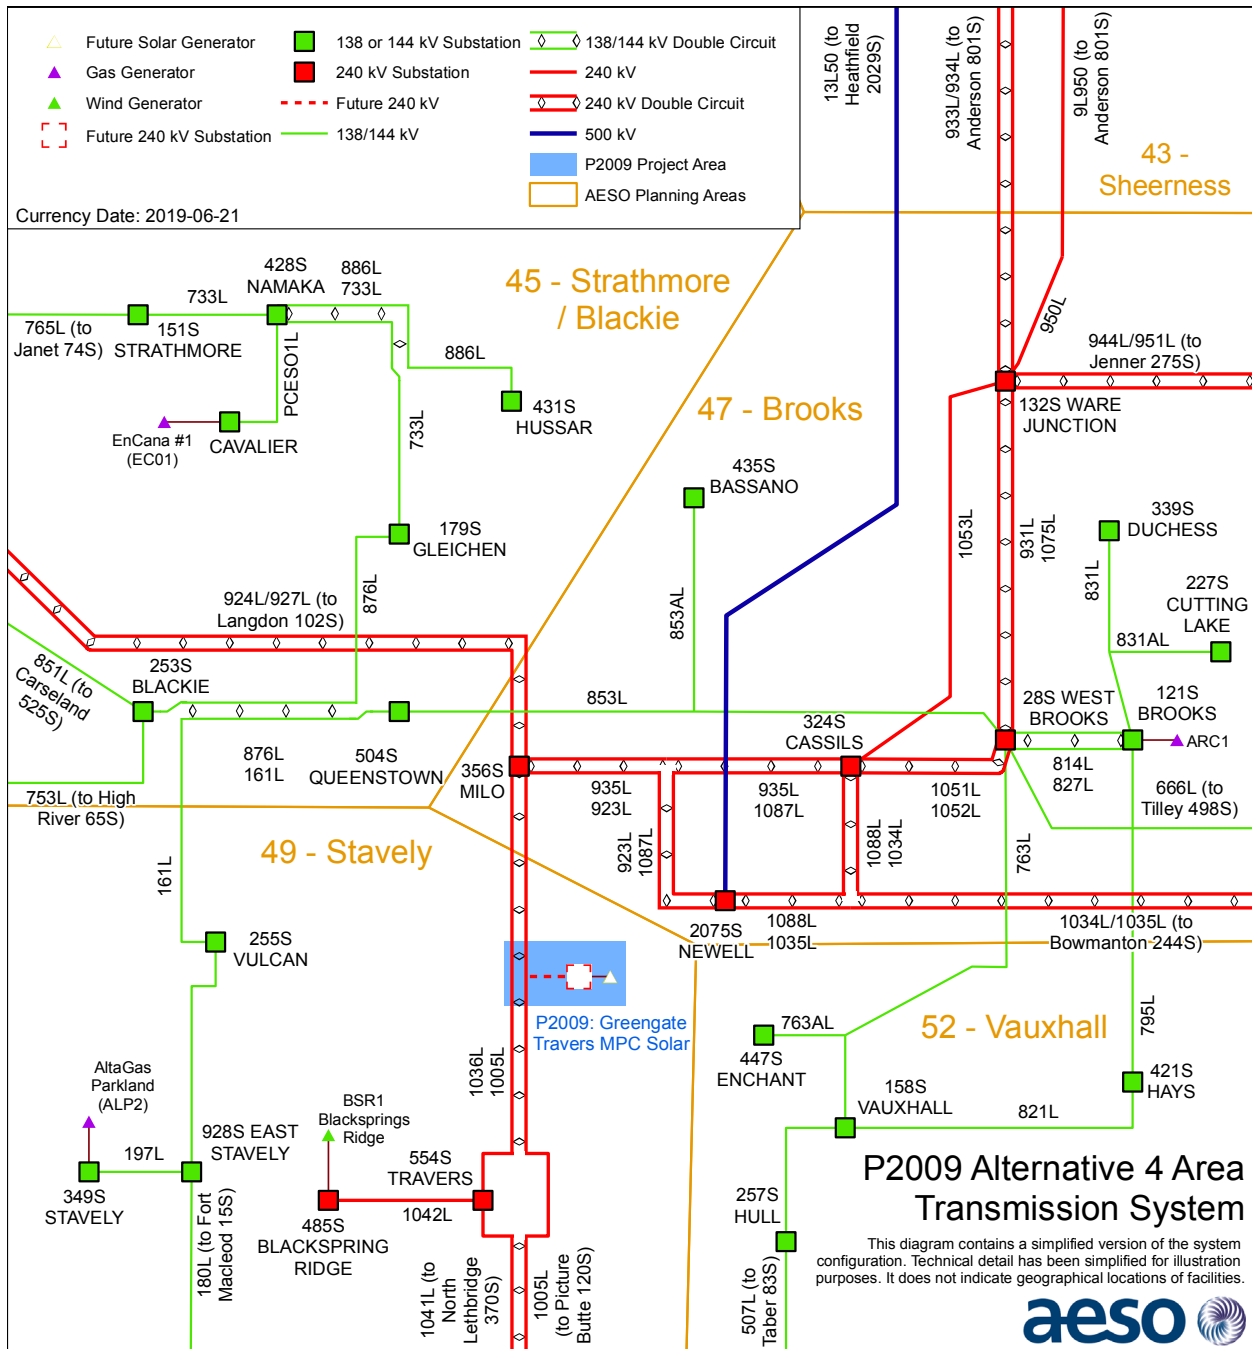 Future Solar Generator
Gas Generator
Wind Generator
Future 240 kV Substation
138 or 144 kV Substation
240 kV Substation
Future 240 kV
138/144 kV
138/144 kV Double Circuit
240 kV
240 kV Double Circuit
500 kV
P2009 Project Area
AESO Planning Areas
Currency Date: 2019-06-21
13L50 (to
Heathfield
2029S)
933L/934L (to
Anderson 801S)
9L950 (to
Anderson 801S)
43 -
Sheerness
45 - Strathmore
/ Blackie
428S
NAMAKA
886L
733L
733L
765L (to
Janet 74S)
151S
STRATHMORE
PCESO1L
886L
431S
HUSSAR
EnCana #1
(EC01)
CAVALIER
733L
179S
GLEICHEN
950L
944L/951L (to
Jenner 275S)
132S WARE
JUNCTION
47 - Brooks
435S
BASSANO
1053L
931L
1075L
339S
DUCHESS
831L
227S
CUTTING
LAKE
831AL
876L
924L/927L (to
Langdon 102S)
853AL
851L (to
Carseland
525S)
253S
BLACKIE
853L
28S WEST
BROOKS
121S
BROOKS
ARC1
324S
CASSILS
876L
161L
504S
QUEENSTOWN
356S
MILO
935L
923L
935L
1087L
1051L
1052L
814L
827L
666L (to
Tilley 498S)
753L (to High
River 65S)
49 - Stavely
161L
923L
1087L
1088L
1034L
763L
255S
VULCAN
2075S
NEWELL
1088L
1035L
1034L/1035L (to
Bowmanton 244S)
P2009: Greengate
Travers MPC Solar
52 - Vauxhall
763AL
447S
ENCHANT
795L
421S
HAYS
158S
VAUXHALL
821L
1036L
1005L
AltaGas
Parkland
(ALP2)
BSR1
Blacksprings
Ridge
928S EAST
STAVELY
197L
349S
STAVELY
554S
TRAVERS
1042L
485S
BLACKSPRING
RIDGE
180L (to Fort
Macleod 15S)
1041L (to
North
Lethbridge
370S)
1005L
(to Picture
Butte 120S)
257S
HULL
507L (to
Taber 83S)
P2009 Alternative 4 Area
Transmission System
This diagram contains a simplified version of the system
configuration. Technical detail has been simplified for illustration
purposes. It does not indicate geographical locations of facilities.
aeso